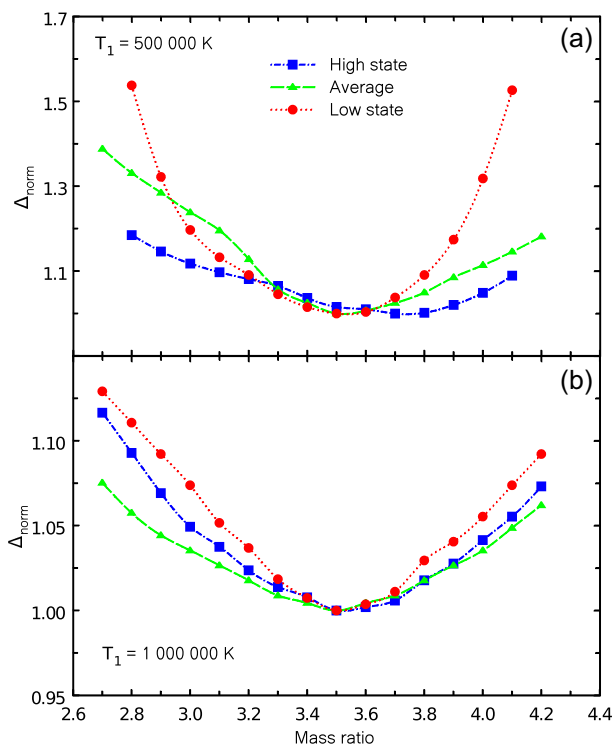 1.7
T1 = 500 000 K
(a)
High state
Average
Low state
1.5
1.3
1.1
Δnorm
(b)
1.10
1.05
1.00
0.95
Δnorm
T1 = 1 000 000 K
2.6 2.8 3.0 3.2 3.4 3.6 3.8 4.0 4.2 4.4
Mass ratio